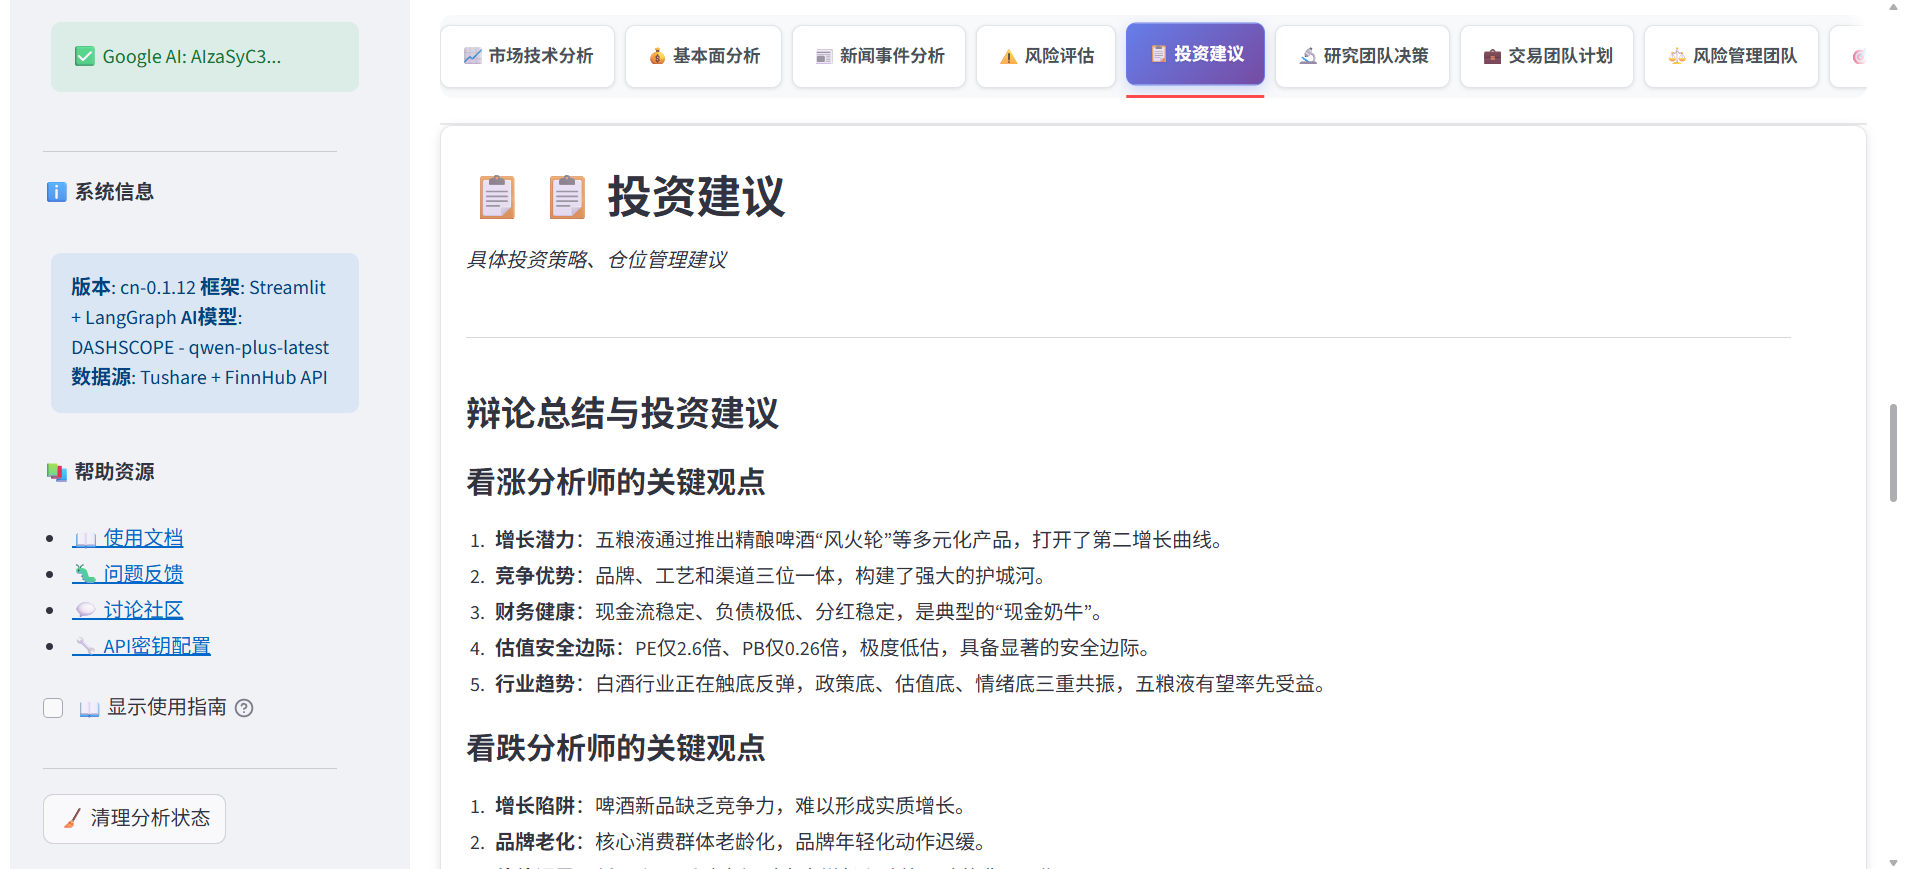 Google AI: AIzaSyC3...
系统信息
版本: cn-0.1.12 框架: Streamlit
+ LangGraph AI模型:
DASHSCOPE - qwen-plus-latest
数据源: Tushare + FinnHub API
帮助资源
使用文档
问题反馈
讨论社区
API密钥配置
显示使用指南
清理分析状态
市场技术分析
基本面分析
新闻事件分析
风险评估
投资建议
研究团队决策
交易团队计划
风险管理团队
投资建议
具体投资策略、仓位管理建议
辩论总结与投资建议
看涨分析师的关键观点
1. 增长潜力：五粮液通过推出精酿啤酒“风火轮”等多元化产品，打开了第二增长曲线。
2. 竞争优势：品牌、工艺和渠道三位一体，构建了强大的护城河。
3. 财务健康：现金流稳定、负债极低、分红稳定，是典型的“现金奶牛”。
4. 估值安全边际：PE仅2.6倍、PB仅0.26倍，极度低估，具备显著的安全边际。
5. 行业趋势：白酒行业正在触底反弹，政策底、估值底、情绪底三重共振，五粮液有望率先受益。
看跌分析师的关键观点
1. 增长陷阱：啤酒新品缺乏竞争力，难以形成实质增长。
2. 品牌老化：核心消费群体老龄化，品牌年轻化动作迟缓。